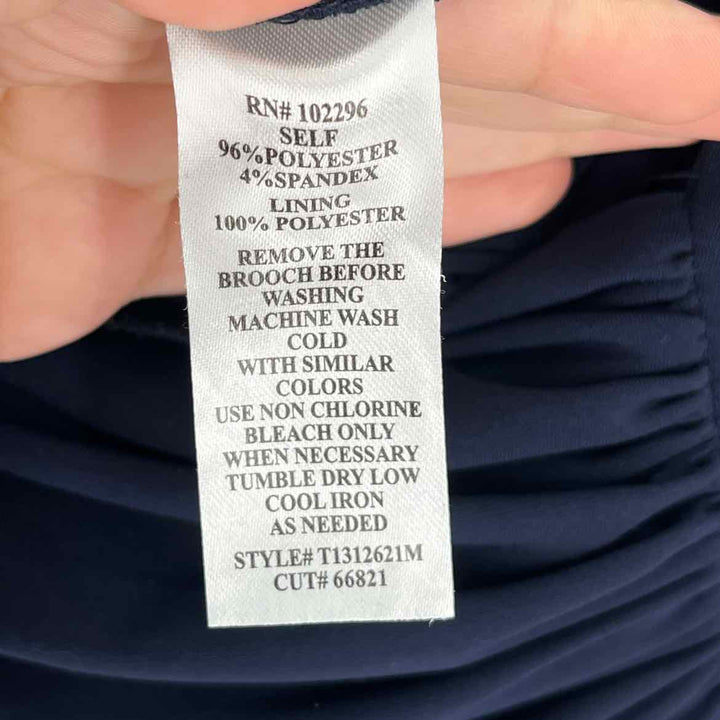 RN# 102296
SELF
96%POLYESTER
4%SPANDEX
LINING
100% POLYESTER
REMOVE THE
BROOCH BEFORE
WASHING
MACHINE WASH
COLD
WITH SIMILAR
COLORS
USE NON CHLORINE
BLEACH ONLY
WHEN NECESSARY
TUMBLE DRY LOW
COOL IRON
AS NEEDED
STYLE# T1312621M
CUT# 66821